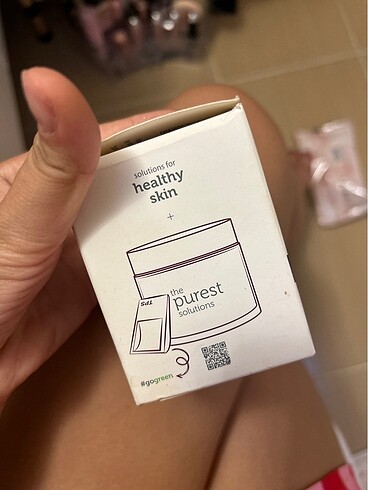 solutions for
healthy
skin
+
the
purest
solutions
#gogreen